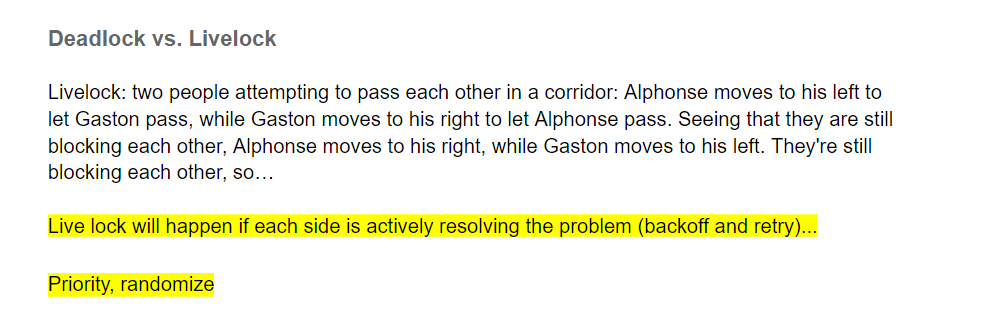 Deadlock vs. Livelock
Livelock: two people attempting to pass each other in a corridor: Alphonse moves to his left to
let Gaston pass, while Gaston moves to his right to let Alphonse pass. Seeing that they are still
blocking each other, Alphonse moves to his right, while Gaston moves to his left. They're still
blocking each other, so…
Live lock will happen if each side is actively resolving the problem (backoff and retry)...
Priority, randomize